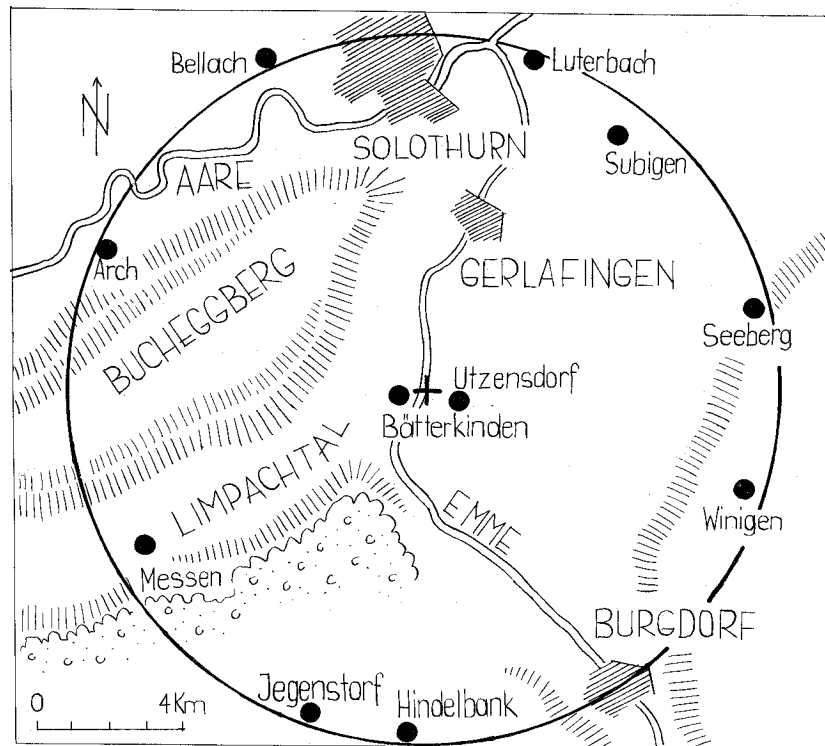 Bellach
Luterbach
N
SOLOTHURN
Subigen
AARE
Arch
GERLAFINGEN
BUCHEGGBERG
Seeberg
Utzensdorf
Bätterkinden
LIMPACHTAL
EMME
Winigen
Messen
BURGDORF
Jegenstorf
Hindelbank
0 4Km